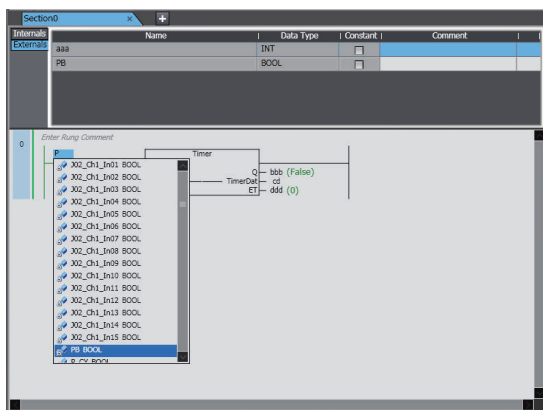 Section0 × +
Internals
Externals
Name Data Type Constant Comment
aaa INT
PB BOOL
0
Enter Rung Comment
P
Timer
Q bbb (False)
TimerDat cd
ET ddd (0)
J02_Ch1_In01 BOOL
J02_Ch1_In02 BOOL
J02_Ch1_In03 BOOL
J02_Ch1_In04 BOOL
J02_Ch1_In05 BOOL
J02_Ch1_In06 BOOL
J02_Ch1_In07 BOOL
J02_Ch1_In08 BOOL
J02_Ch1_In09 BOOL
J02_Ch1_In10 BOOL
J02_Ch1_In11 BOOL
J02_Ch1_In12 BOOL
J02_Ch1_In13 BOOL
J02_Ch1_In14 BOOL
J02_Ch1_In15 BOOL
PB BOOL
P_CY BOOL